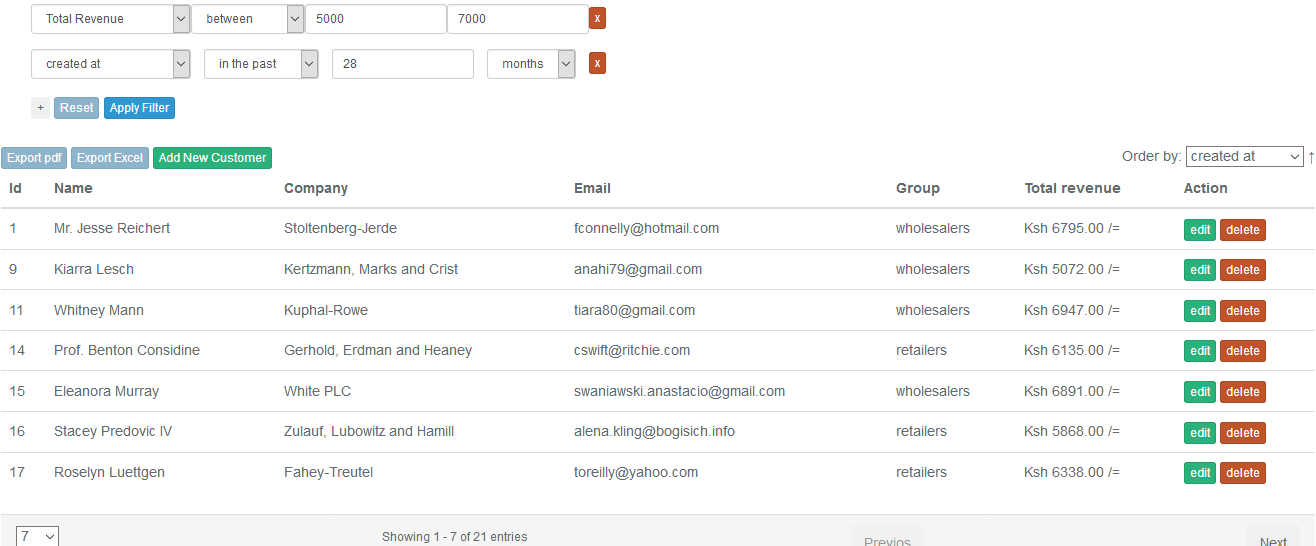 Total Revenue between 5000 7000 x
created at in the past 28 months x
+ Reset Apply Filter
Export pdf Export Excel Add New Customer Order by: created at ↑
Id Name Company Email Group Total revenue Action
1 Mr. Jesse Reichert Stoltenberg-Jerde fconnelly@hotmail.com wholesalers Ksh 6795.00 /= edit delete
9 Kiarra Lesch Kertzmann, Marks and Crist anahi79@gmail.com wholesalers Ksh 5072.00 /= edit delete
11 Whitney Mann Kuphal-Rowe tiara80@gmail.com wholesalers Ksh 6947.00 /= edit delete
14 Prof. Benton Considine Gerhold, Erdman and Heaney cswift@ritchie.com retailers Ksh 6135.00 /= edit delete
15 Eleanora Murray White PLC swaniawski.anastacio@gmail.com wholesalers Ksh 6891.00 /= edit delete
16 Stacey Predovic IV Zulauf, Lubowitz and Hamill alena.kling@bogisich.info retailers Ksh 5868.00 /= edit delete
17 Roselyn Luettgen Fahey-Treutel toreilly@yahoo.com retailers Ksh 6338.00 /= edit delete
7 Showing 1 - 7 of 21 entries Previos Next